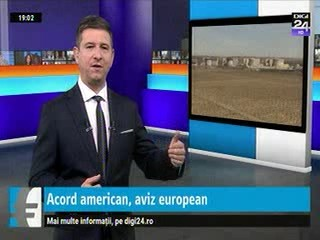 19:02
DIGI
24
HD
Acord american, aviz european
Mai multe informații, pe digi24.ro